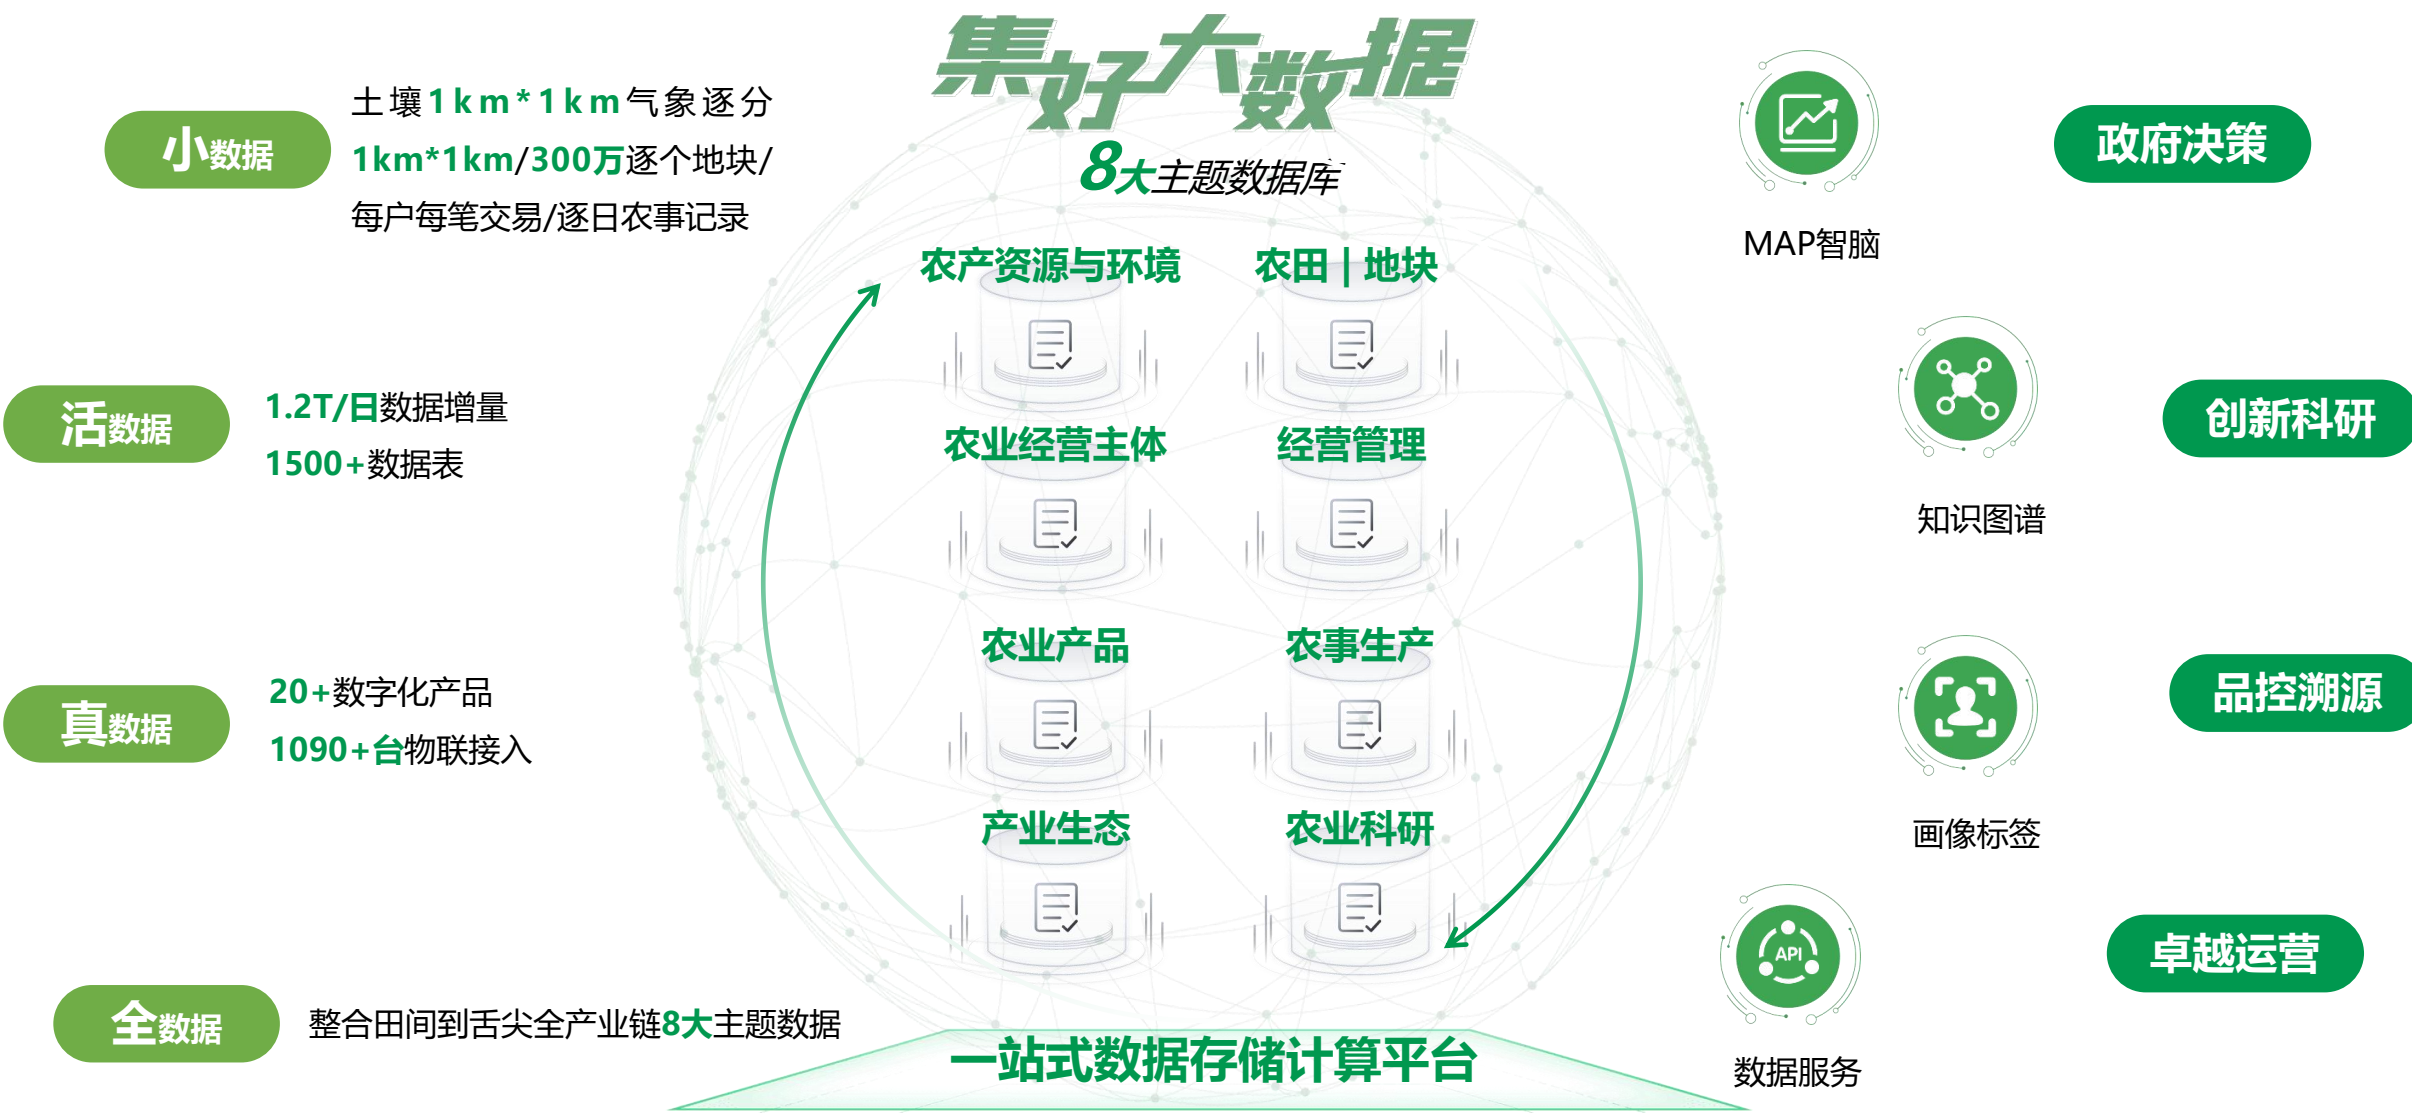 集好大数据
8大主题数据库
小数据
土壤1km*1km气象逐分
1km*1km/300万逐个地块/
每户每笔交易/逐日农事记录
活数据
1.2T/日数据增量
1500+数据表
真数据
20+数字化产品
1090+台物联接入
全数据
整合田间到舌尖全产业链8大主题数据
农产资源与环境
农田|地块
农业经营主体
经营管理
农业产品
农事生产
产业生态
农业科研
一站式数据存储计算平台
MAP智脑
政府决策
知识图谱
创新科研
画像标签
品控溯源
API
数据服务
卓越运营